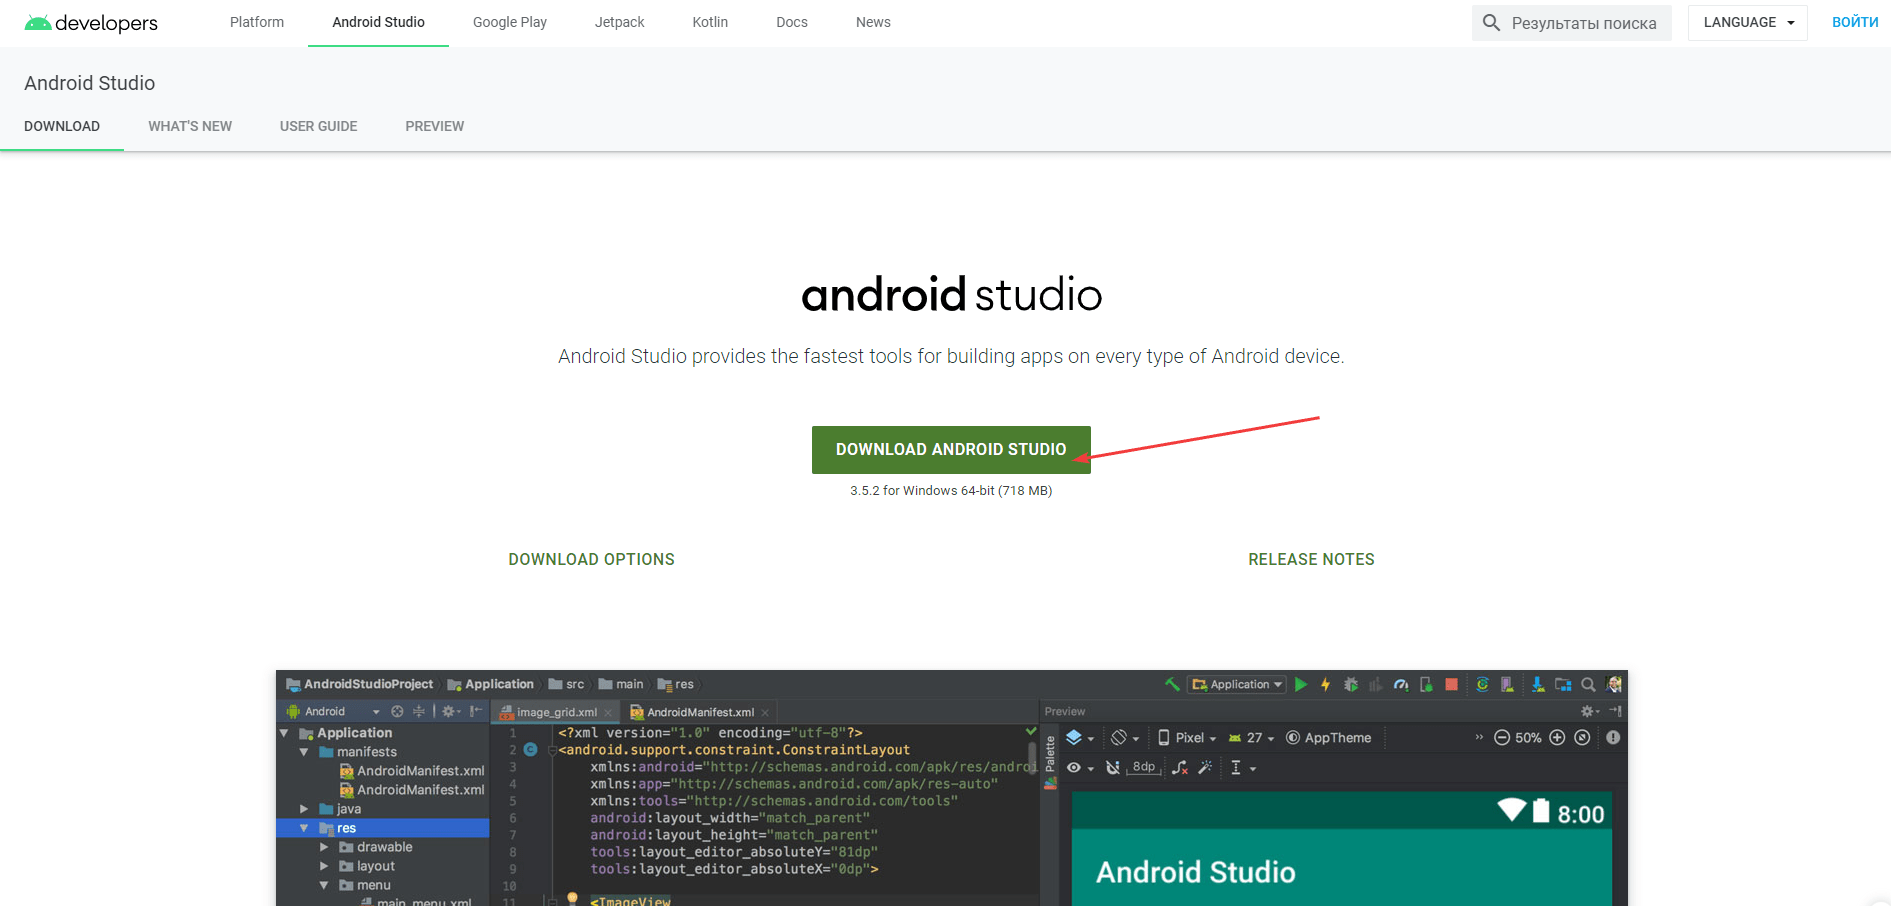 developers
Platform
Android Studio
Google Play
Jetpack
Kotlin
Docs
News
Результаты поиска
LANGUAGE
ВОЙТИ
Android Studio
DOWNLOAD
WHAT'S NEW
USER GUIDE
PREVIEW
android studio
Android Studio provides the fastest tools for building apps on every type of Android device.
DOWNLOAD ANDROID STUDIO
3.5.2 for Windows 64-bit (718 MB)
DOWNLOAD OPTIONS
RELEASE NOTES
AndroidStudioProject
Application
src
main
res
Application
Android
image_grid.xml
AndroidManifest.xml
Preview
Application
manifests
AndroidManifest.xml
AndroidManifest.xml
java
res
drawable
layout
menu
main_menu.xml
1 <?xml version="1.0" encoding="utf-8"?>
2 <android.support.constraint.ConstraintLayout
3 xmlns:android="http://schemas.android.com/apk/res/androi
4 xmlns:app="http://schemas.android.com/apk/res-auto"
5 xmlns:tools="http://schemas.android.com/tools"
6 android:layout_width="match_parent"
7 android:layout_height="match_parent"
8 tools:layout_editor_absoluteY="81dp"
9 tools:layout_editor_absoluteX="0dp">
10
11 <ImageView
Palette
Pixel
27
AppTheme
50%
8dp
8:00
Android Studio